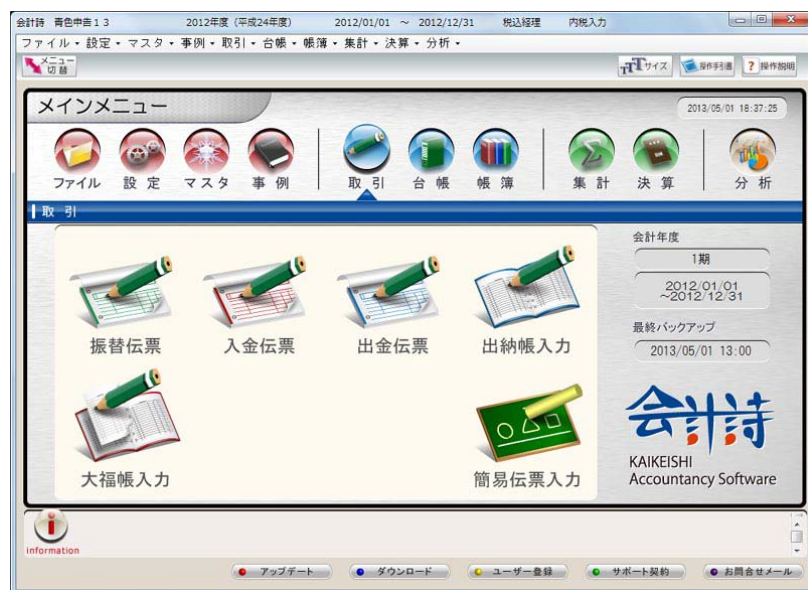 会計詩 青色申告13 2012年度（平成24年度） 2012/01/01 ～ 2012/12/31 税込経理 内税入力
ファイル・設定・マスタ・事例・取引・台帳・帳簿・集計・決算・分析・
メニュー
切替
TTTサイズ 操作手引書 ? 操作説明
メインメニュー
2013/05/01 18:37:25
ファイル 設定 マスタ 事例 取引 台帳 帳簿 集計 決算 分析
取引
会計年度
1期
2012/01/01
～2012/12/31
最終バックアップ
2013/05/01 13:00
振替伝票 入金伝票 出金伝票 出納帳入力
大福帳入力 簡易伝票入力
会計詩
KAIKEISHI
Accountancy Software
information
アップデート ダウンロード ユーザー登録 サポート契約 お問合せメール